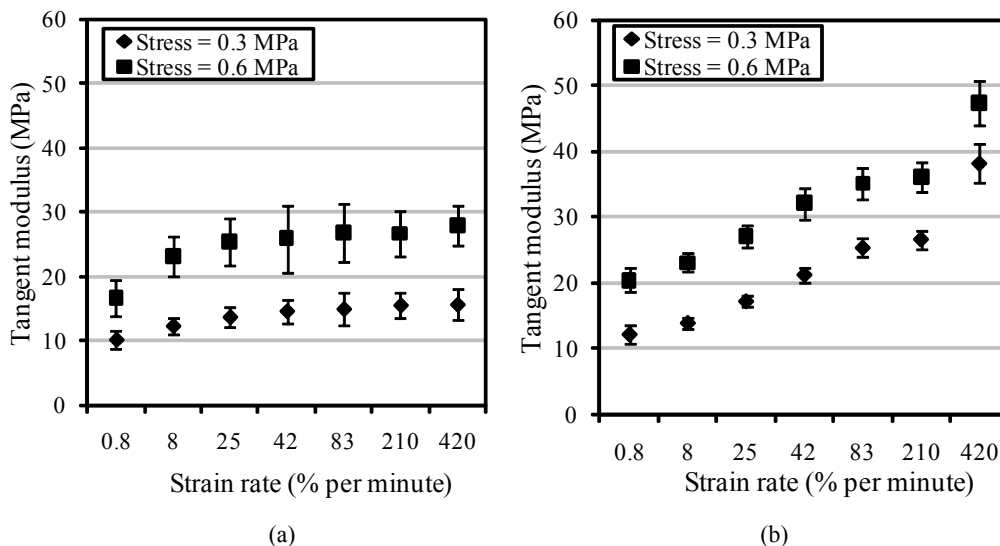 60
50
40
30
20
10
0
Tangent modulus (MPa)
Stress = 0.3 MPa
Stress = 0.6 MPa
0.8 8 25 42 83 210 420
Strain rate (% per minute)
(a)
60
50
40
30
20
10
0
Tangent modulus (MPa)
Stress = 0.3 MPa
Stress = 0.6 MPa
0.8 8 25 42 83 210 420
Strain rate (% per minute)
(b)